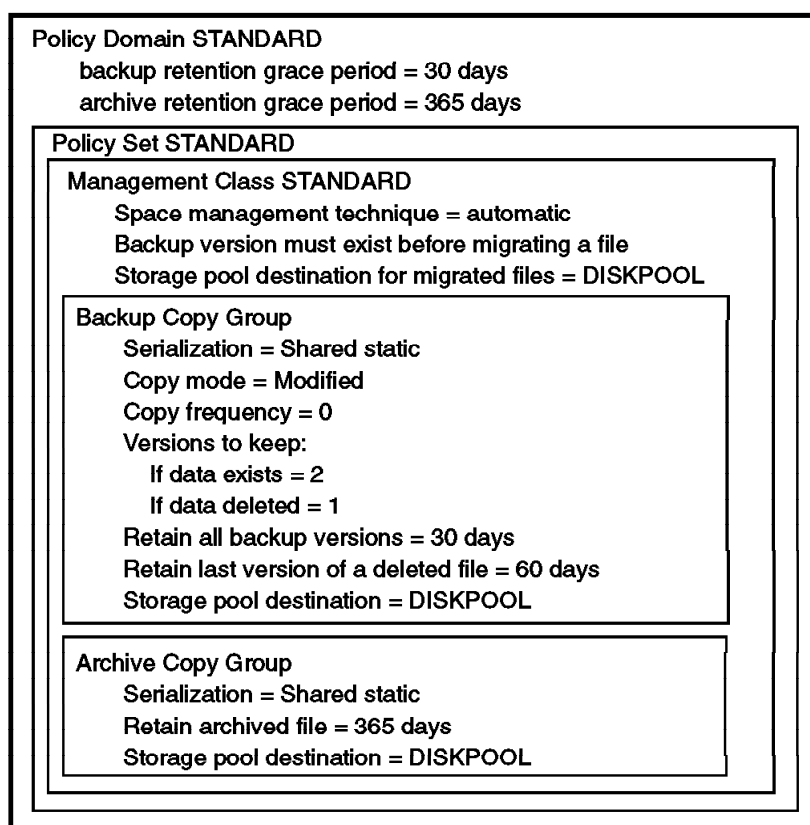 Policy Domain STANDARD
backup retention grace period = 30 days
archive retention grace period = 365 days
Policy Set STANDARD
Management Class STANDARD
Space management technique = automatic
Backup version must exist before migrating a file
Storage pool destination for migrated files = DISKPOOL
Backup Copy Group
Serialization = Shared static
Copy mode = Modified
Copy frequency = 0
Versions to keep:
If data exists = 2
If data deleted = 1
Retain all backup versions = 30 days
Retain last version of a deleted file = 60 days
Storage pool destination = DISKPOOL
Archive Copy Group
Serialization = Shared static
Retain archived file = 365 days
Storage pool destination = DISKPOOL